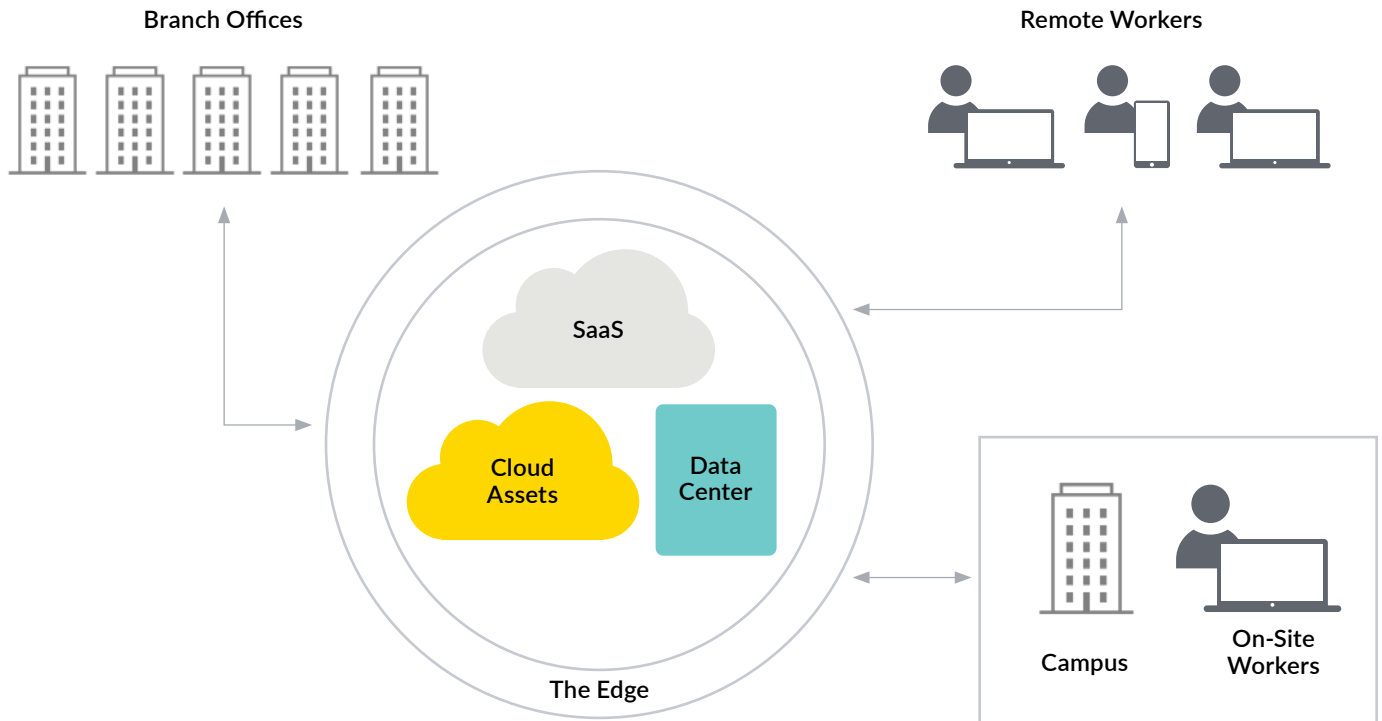 Branch Offices
Remote Workers
SaaS
Cloud
Assets
Data
Center
The Edge
Campus
On-Site
Workers